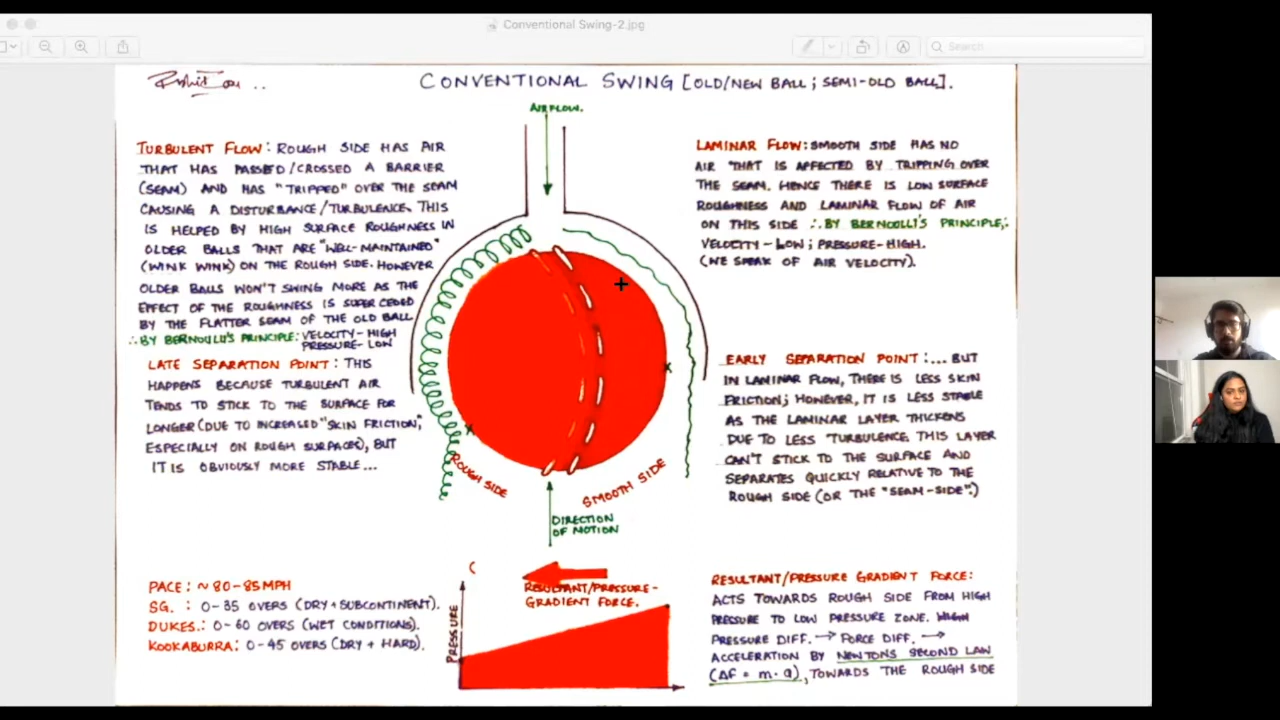 Conventional Swing-2.jpg
Search
CONVENTIONAL SWING [OLD/NEW BALL; SEMI-OLD BALL].
AIRFLOW.
TURBULENT FLOW: ROUGH SIDE HAS AIR
THAT HAS PASSED/CROSSED A BARRIER
(SEAM) AND HAS "TRIPPED" OVER THE SEAM
CAUSING A DISTURBANCE/TURBULENCE. THIS
IS HELPED BY HIGH SURFACE ROUGHNESS IN
OLDER BALLS THAT ARE "WELL-MAINTAINED"
(WINK WINK) ON THE ROUGH SIDE. HOWEVER
OLDER BALLS WON'T SWING MORE AS THE
EFFECT OF THE ROUGHNESS IS SUPER CEDED
BY THE FLATTER SEAM OF THE OLD BALL
∴ BY BERNOULLI'S PRINCIPLE: VELOCITY-HIGH
PRESSURE-LOW
LATE SEPARATION POINT: THIS
HAPPENS BECAUSE TURBULENT AIR
TENDS TO STICK TO THE SURFACE FOR
LONGER (DUE TO INCREASED "SKIN FRICTION,"
ESPECIALLY ON ROUGH SURFACES), BUT
IT IS OBVIOUSLY MORE STABLE...
LAMINAR FLOW: SMOOTH SIDE HAS NO
AIR THAT IS AFFECTED BY TRIPPING OVER
THE SEAM. HENCE THERE IS LOW SURFACE
ROUGHNESS AND LAMINAR FLOW OF AIR
ON THIS SIDE ∴ BY BERNOULLI'S PRINCIPLE;
VELOCITY-LOW; PRESSURE-HIGH.
(WE SPEAK OF AIR VELOCITY).
EARLY SEPARATION POINT:... BUT
IN LAMINAR FLOW, THERE IS LESS SKIN
FRICTION; HOWEVER, IT IS LESS STABLE
AS THE LAMINAR LAYER THICKENS
DUE TO LESS TURBULENCE. THIS LAYER
CAN'T STICK TO THE SURFACE AND
SEPARATES QUICKLY RELATIVE TO THE
ROUGH SIDE (OR THE "SEAM-SIDE".)
X
X
ROUGH SIDE
SMOOTH SIDE
DIRECTION
OF MOTION
PACE: ~ 80-85MPH
SG. : 0-35 OVERS (DRY+SUBCONTINENT).
DUKES.: 0-60 OVERS (WET CONDITIONS).
KOOKABURRA: 0-45 OVERS (DRY + HARD).
PRESSURE
RESULTANT/PRESSURE-
GRADIENT FORCE.
RESULTANT/PRESSURE GRADIENT FORCE:
ACTS TOWARDS ROUGH SIDE FROM HIGH
PRESSURE TO LOW PRESSURE ZONE. HIGH
PRESSURE DIFF. → FORCE DIFF. →
ACCELERATION BY NEWTONS SECOND LAW
(ΔF = m·a), TOWARDS THE ROUGH SIDE